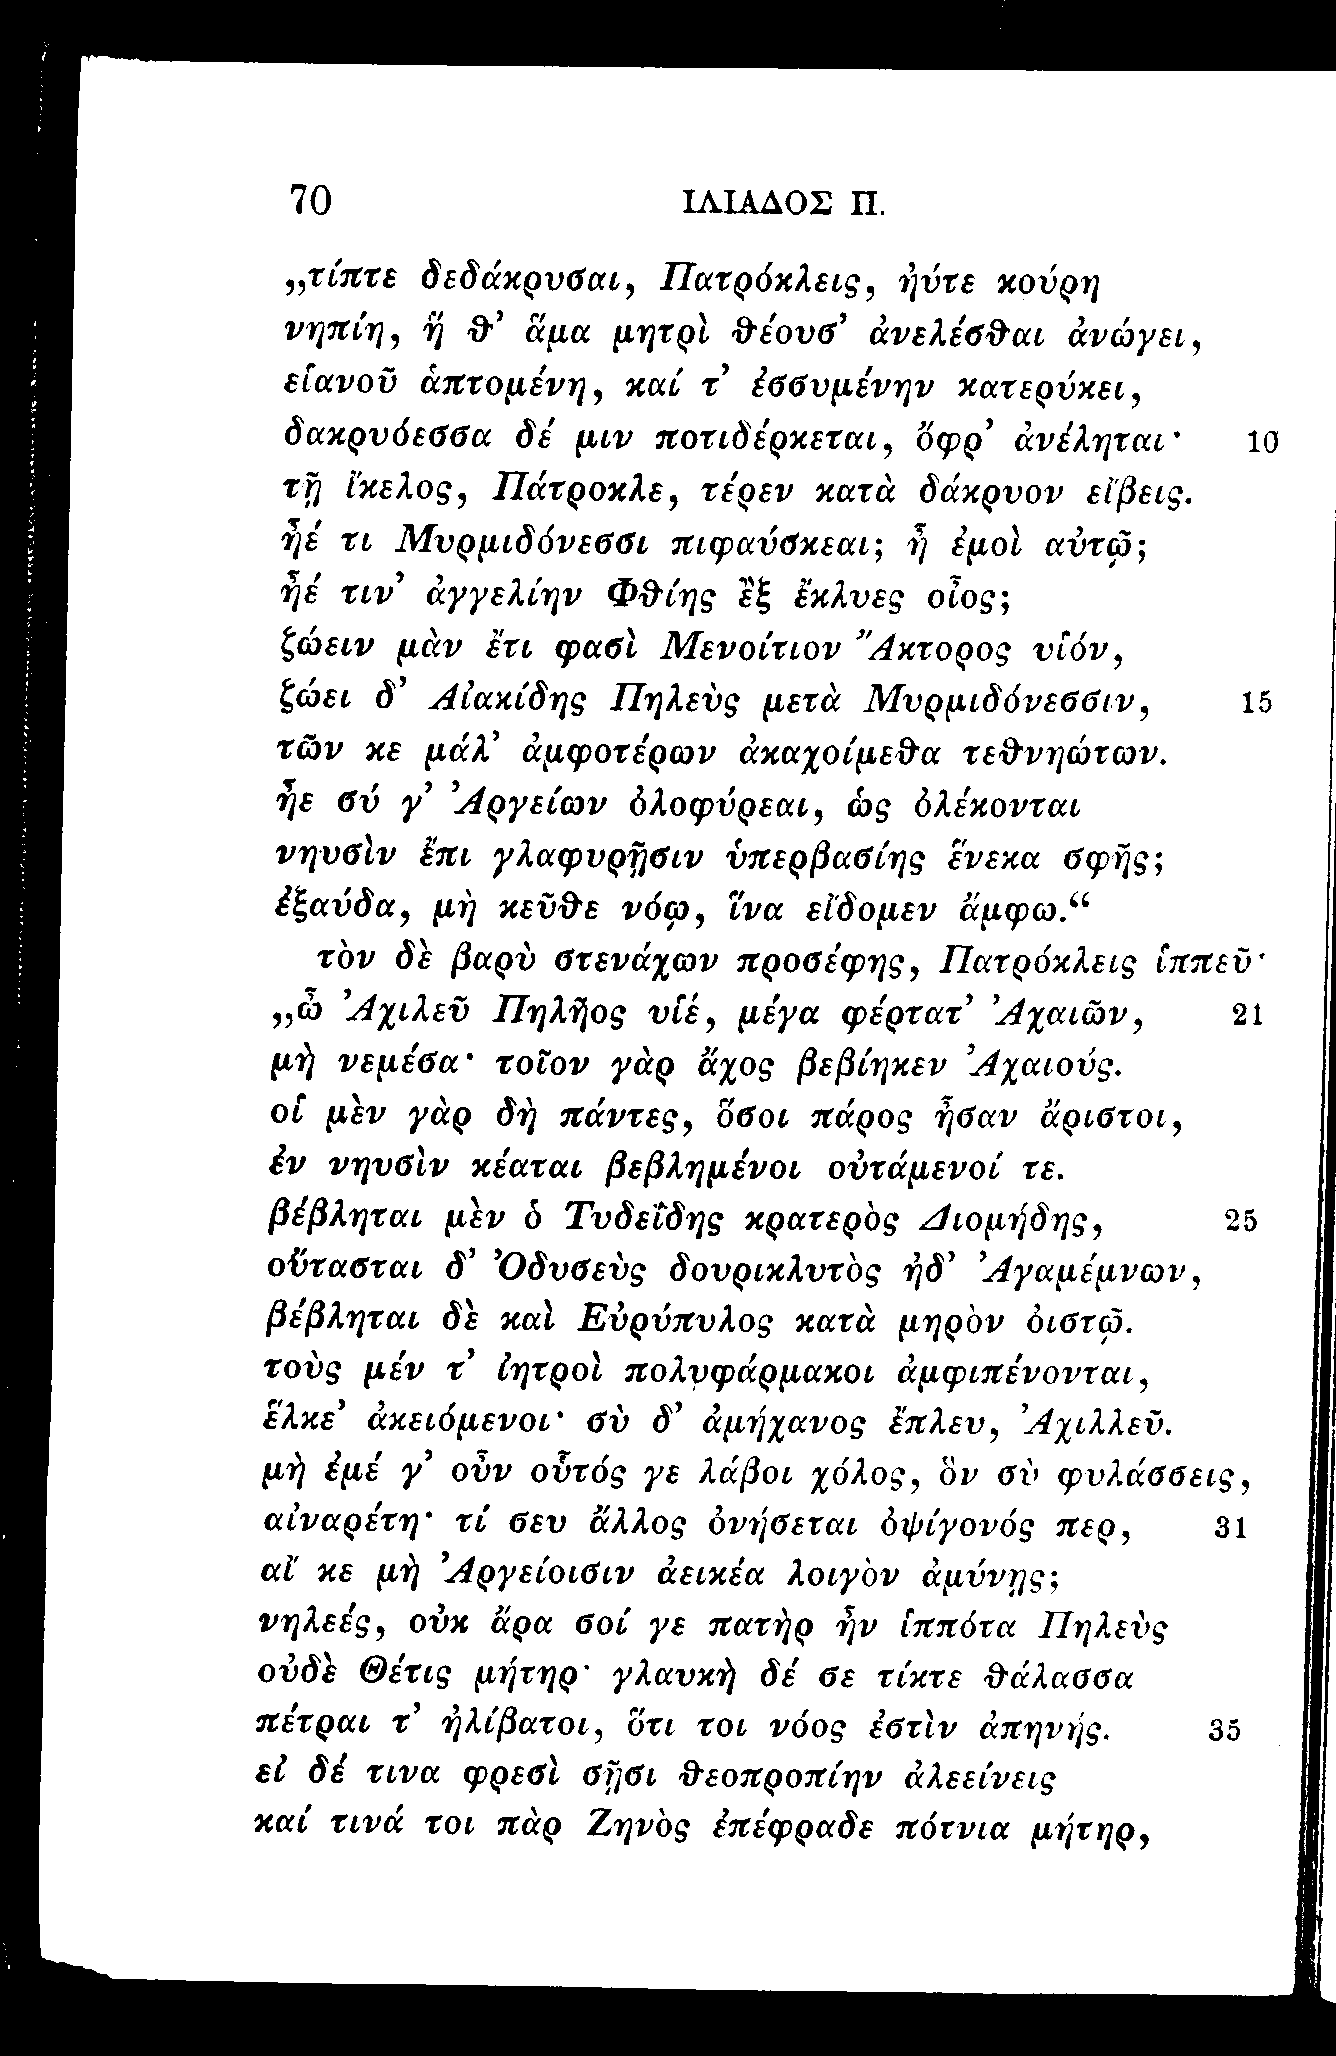 70 ΙΛΙΑΔΟΣ Π.
„τίπτε δεδάκρυσαι, Πατρόκλεις, ἠύτε κούρη
νηπίη, ἥ θ’ ἅμα μητρὶ θέουσ’ ἀνελέσθαι ἀνώγει,
εἱανοῦ ἁπτομένη, καί τ’ ἐσσυμένην κατερύκει,
δακρυόεσσα δέ μιν ποτιδέρκεται, ὄφρ’ ἀνέληται· 10
τῇ ἴκελος, Πάτροκλε, τέρεν κατὰ δάκρυον εἴβεις.
ἦέ τι Μυρμιδόνεσσι πιφαύσκεαι; ἦ ἐμοὶ αὐτῷ;
ἦέ τιν’ ἀγγελίην Φθίης ἒξ ἔκλυες οἶος;
ζώειν μὰν ἔτι φασὶ Μενοίτιον Ἄκτορος υἱόν,
ζώει δ’ Αἰακίδης Πηλεὺς μετὰ Μυρμιδόνεσσιν, 15
τῶν κε μάλ’ ἀμφοτέρων ἀκαχοίμεθα τεθνηώτων.
ἦε σύ γ’ Ἀργείων ὀλοφύρεαι, ὡς ὀλέκονται
νηυσὶν ἔπι γλαφυρῇσιν ὑπερβασίης ἕνεκα σφῆς;
ἐξαύδα, μὴ κεῦθε νόῳ, ἵνα εἴδομεν ἄμφω.“
τὸν δὲ βαρὺ στενάχων προσέφης, Πατρόκλεις ἱππεῦ·
„ὦ Ἀχιλεῦ Πηλῆος υἱέ, μέγα φέρτατ’ Ἀχαιῶν, 21
μὴ νεμέσα· τοῖον γὰρ ἄχος βεβίηκεν Ἀχαιούς.
οἱ μὲν γὰρ δὴ πάντες, ὅσοι πάρος ἦσαν ἄριστοι,
ἐν νηυσὶν κέαται βεβλημένοι οὐτάμενοί τε.
βέβληται μὲν ὁ Τυδεΐδης κρατερὸς Διομήδης, 25
οὔτασται δ’ Ὀδυσεὺς δουρικλυτὸς ἠδ’ Ἀγαμέμνων,
βέβληται δὲ καὶ Εὐρύπυλος κατὰ μηρὸν ὀιστῷ.
τοὺς μέν τ’ ἰητροὶ πολυφάρμακοι ἀμφιπένονται,
ἕλκε’ ἀκειόμενοι· σὺ δ’ ἀμήχανος ἔπλευ, Ἀχιλλεῦ.
μὴ ἐμέ γ’ οὖν οὗτός γε λάβοι χόλος, ὃν σὺ φυλάσσεις,
αἰναρέτη· τί σευ ἄλλος ὀνήσεται ὀψίγονός περ, 31
αἴ κε μὴ Ἀργείοισιν ἀεικέα λοιγὸν ἀμύνῃς;
νηλεές, οὐκ ἄρα σοί γε πατὴρ ἦν ἱππότα Πηλεὺς
οὐδὲ Θέτις μήτηρ· γλαυκὴ δέ σε τίκτε θάλασσα
πέτραι τ’ ἠλίβατοι, ὅτι τοι νόος ἐστὶν ἀπηνής. 35
εἰ δέ τινα φρεσὶ σῇσι θεοπροπίην ἀλεείνεις
καί τινά τοι πὰρ Ζηνὸς ἐπέφραδε πότνια μήτηρ,